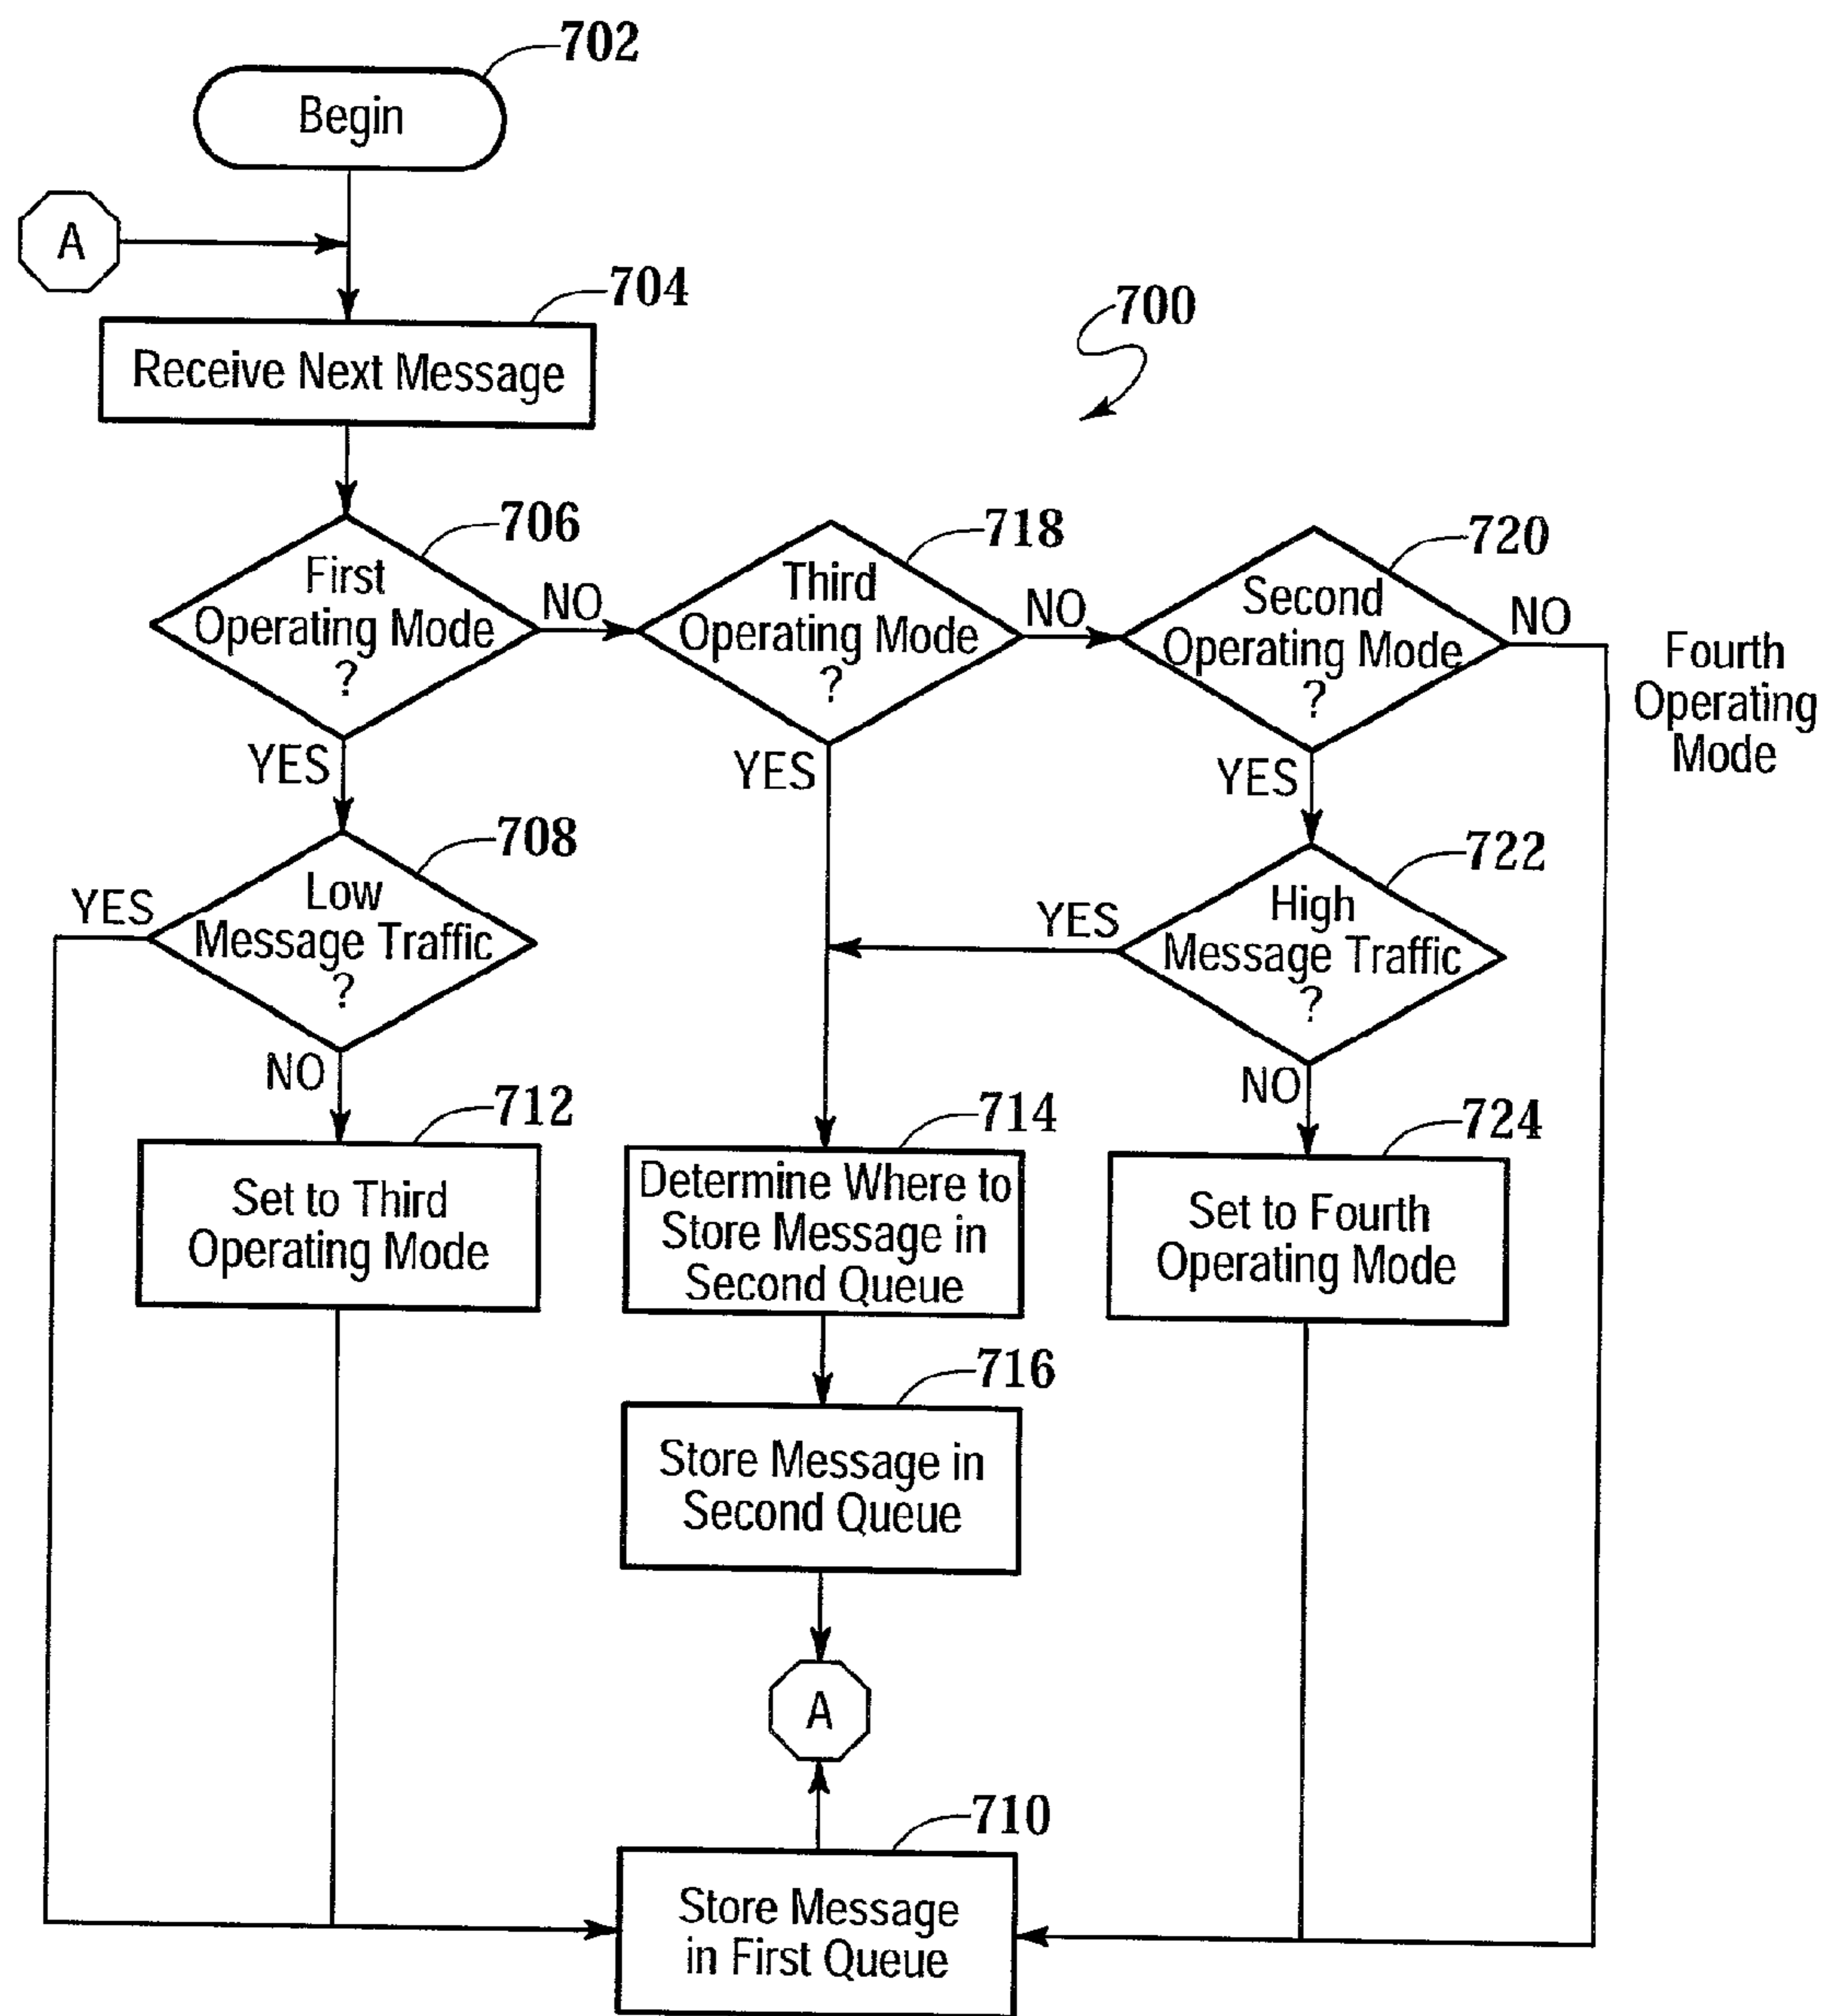 702
Begin
A
704
Receive Next Message
700
706
First
Operating Mode
?
NO
YES
718
Third
Operating Mode
?
NO
YES
720
Second
Operating Mode
?
NO
YES
Fourth
Operating
Mode
708
Low
Message Traffic
?
YES
NO
722
High
Message Traffic
?
YES
NO
712
Set to Third
Operating Mode
714
Determine Where to
Store Message in
Second Queue
724
Set to Fourth
Operating Mode
716
Store Message in
Second Queue
A
710
Store Message
in First Queue